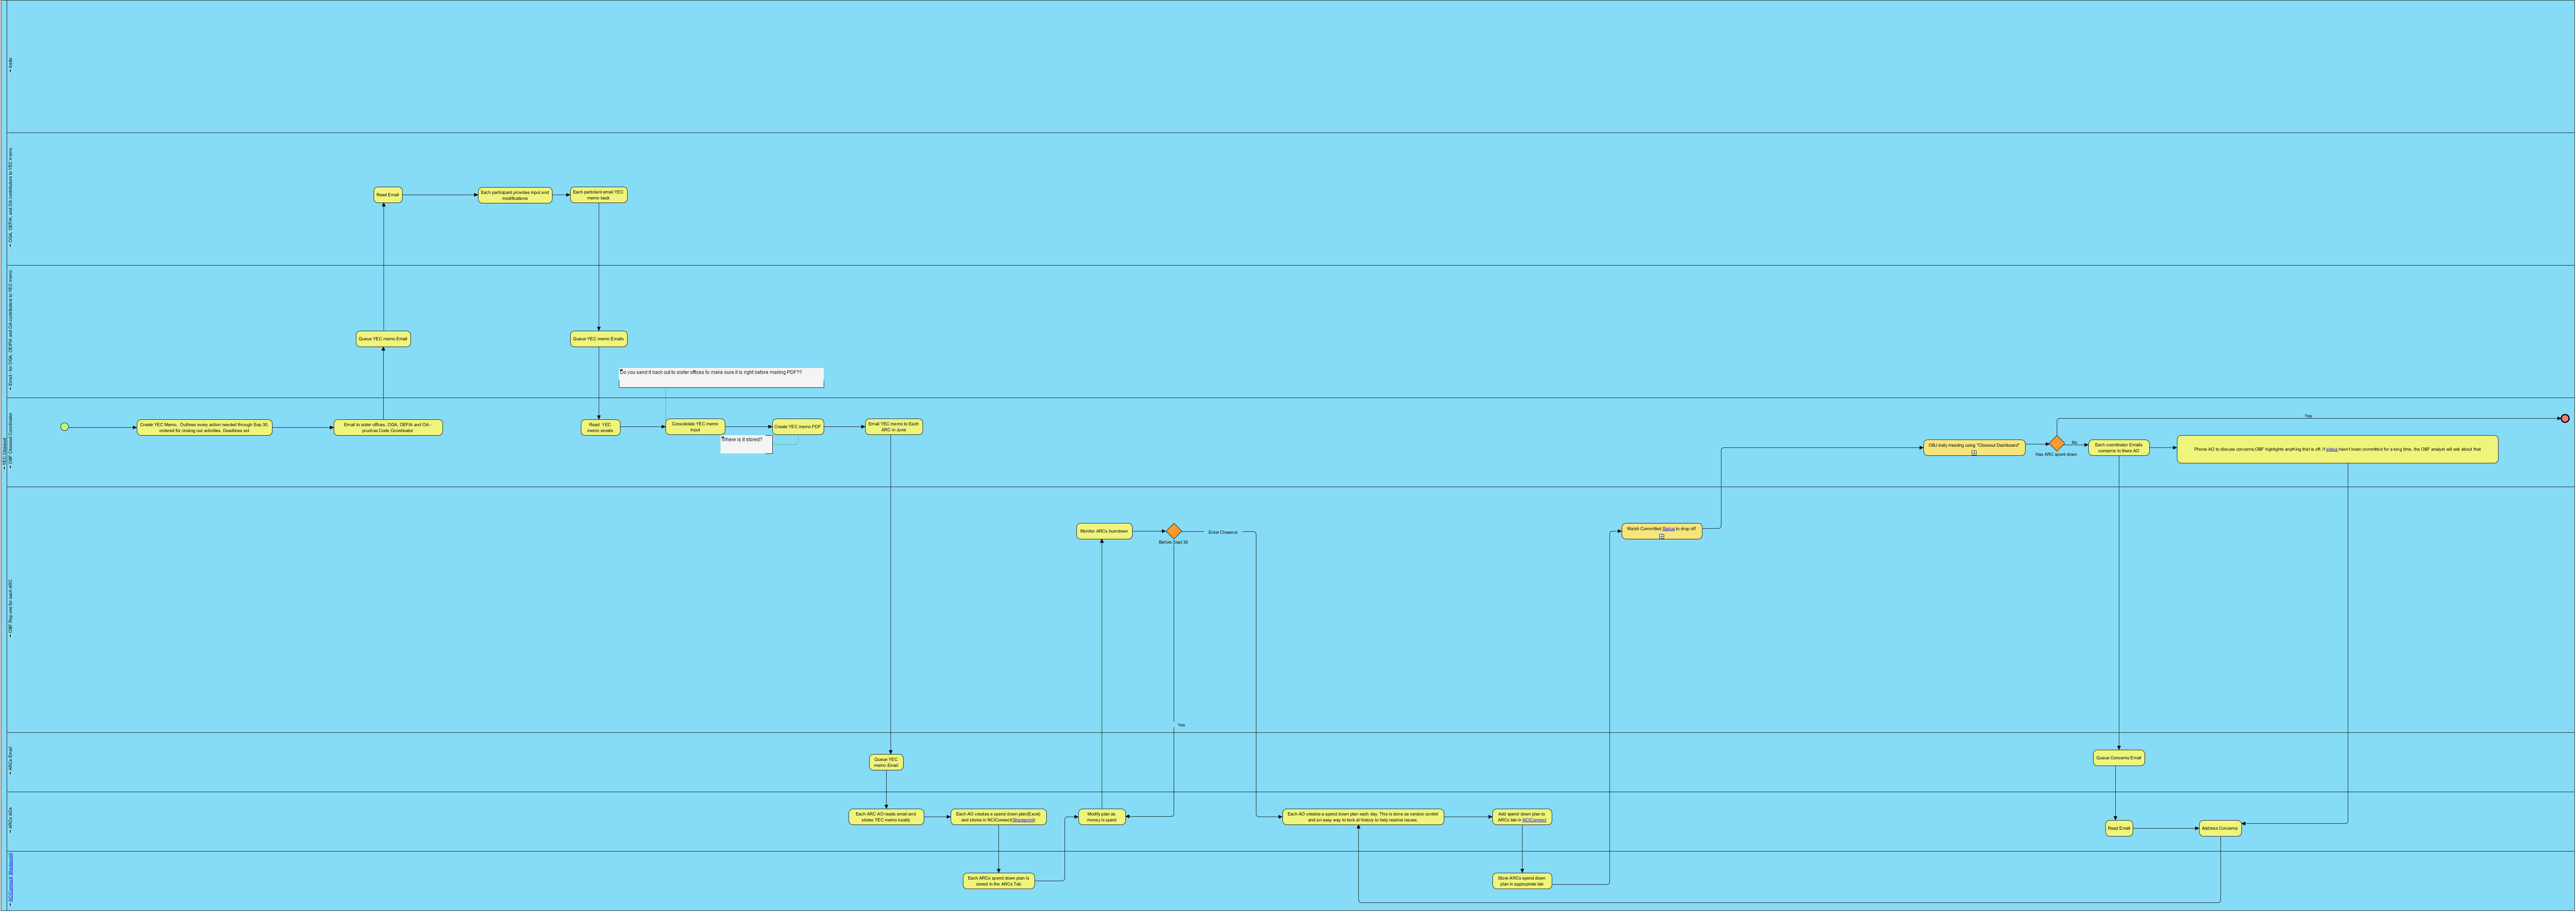 YEC Closeout
Inside
OGA, OEFIA, and OA contributors to YEC memo
Read Email
Each participant provides input and
modifications
Each particient email YEC
memo back
Email - for OGA, OEIFIA and OA contributors to YEC memo
Queue YEC memo Email
Queue YEC memo Emails
Do you send it back out to sister offices to make sure it is right before making PDF??
OBF Closeout Coordinator
Create YEC Memo. Outlines every action needed through Sep 30,
ordered for closing out activities. Deadlines ect
Email to sister offices, OGA, OEFIA and OA -
pruchas Code Coordinator
Read YEC
memo emails
Consolidate YEC memo
input
Create YEC memo PDF
Email YEC memo to Each
ARC in June
Where is it stored?
OBJ daily meeting using "Closeout Dashboard"
Has ARC spent down
Yes
No
Each coordinator Emails
concerns to there AO
Phone AO to discuss concerns.OBF highlights anything that is off, if status hasn't been committed for a long time, the OBF analyst will ask about that
OBF Rep one for each ARC
Monitor ARCs burndown
Before Sept 30
Enter Closeout
Yes
Watch Committed Status to drop off
ARCs Email
Queue YEC
memo Email
Queue Concerns Email
ARCs AOs
Each ARC AO reads email and
stores YEC memo locally
Each AO creates a spend down plan(Excel)
and stores in NCIConnect(Sharepoint)
Modify plan as
money is spent
Each AO creates a spend down plan each day. This is done as version control
and an easy way to look at history to help resolve issues.
Add spend down plan to
ARCs tab in NCIConnect
Read Email
Address Concerns
NCIConnect( Sharepoint)
Each ARCs spend down plan is
stored in the ARCs Tab
Store ARCs spend down
plan in appropriate tab